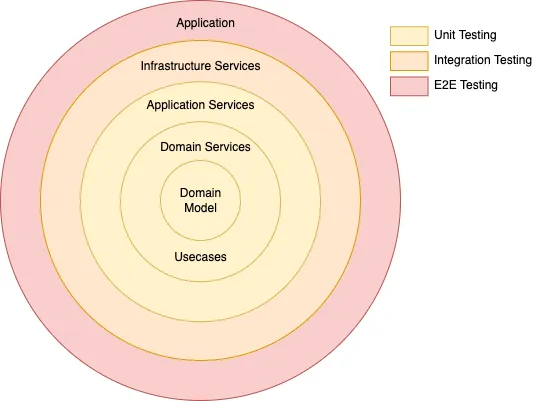 Application
Infrastructure Services
Application Services
Domain Services
Domain
Model
Usecases
Unit Testing
Integration Testing
E2E Testing